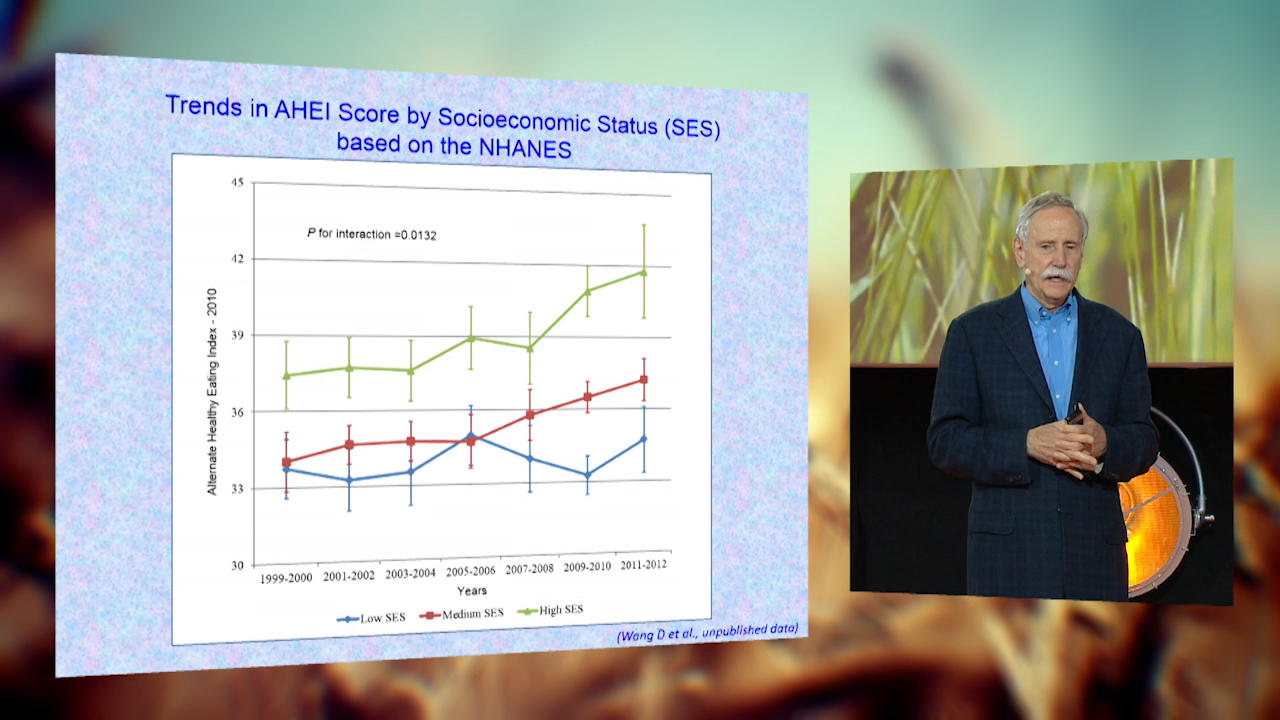 Trends in AHEI Score by Socioeconomic Status (SES)
based on the NHANES
45
P for interaction =0.0132
42
39
36
33
30
Alternate Healthy Eating Index - 2010
1999-2000 2001-2002 2003-2004 2005-2006 2007-2008 2009-2010 2011-2012
Years
Low SES Medium SES High SES
(Wang D et al., unpublished data)